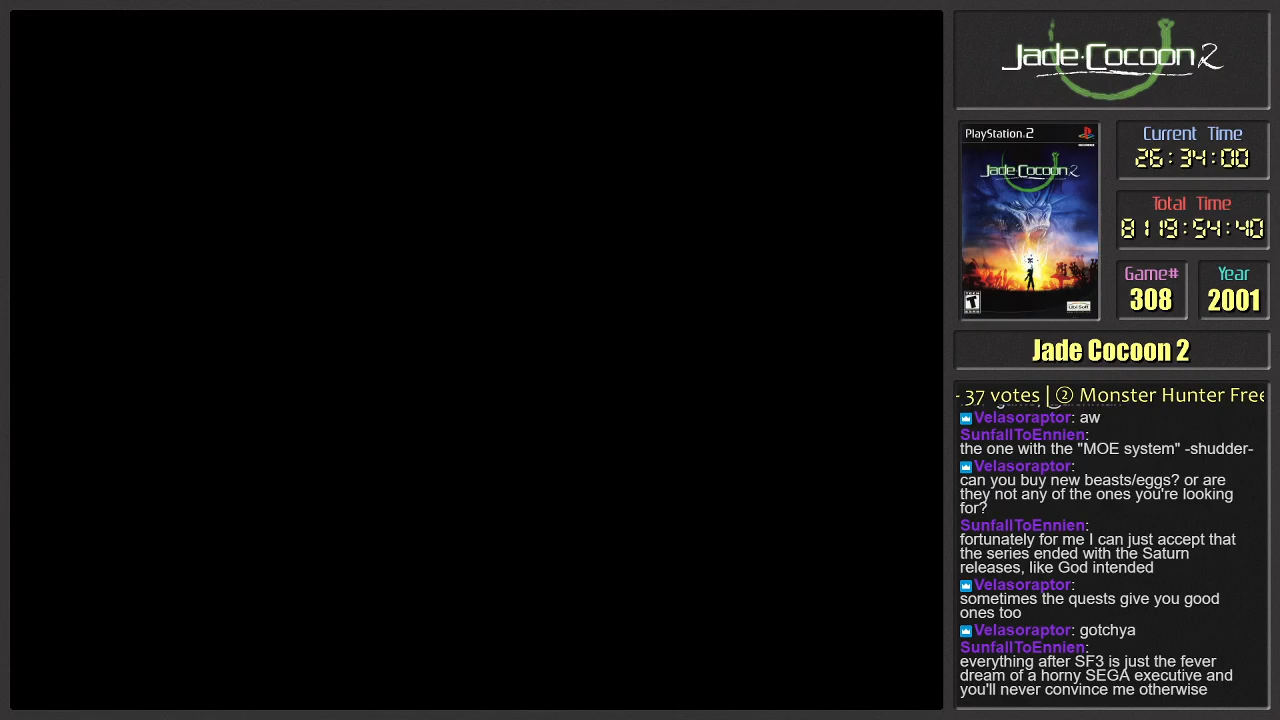 Jade Cocoon 2
PlayStation.2
Jade Cocoon 2
TEEN
UBI SOFT
Current Time
26:34:00
Total Time
8119:54:40
Game#
308
Year
2001
Jade Cocoon 2
- 37 votes | ② Monster Hunter Free
Velasoraptor: aw
SunfallToEnnien:
the one with the "MOE system" -shudder-
Velasoraptor:
can you buy new beasts/eggs? or are
they not any of the ones you're looking
for?
SunfallToEnnien:
fortunately for me I can just accept that
the series ended with the Saturn
releases, like God intended
Velasoraptor:
sometimes the quests give you good
ones too
Velasoraptor: gotchya
SunfallToEnnien:
everything after SF3 is just the fever
dream of a horny SEGA executive and
you'll never convince me otherwise